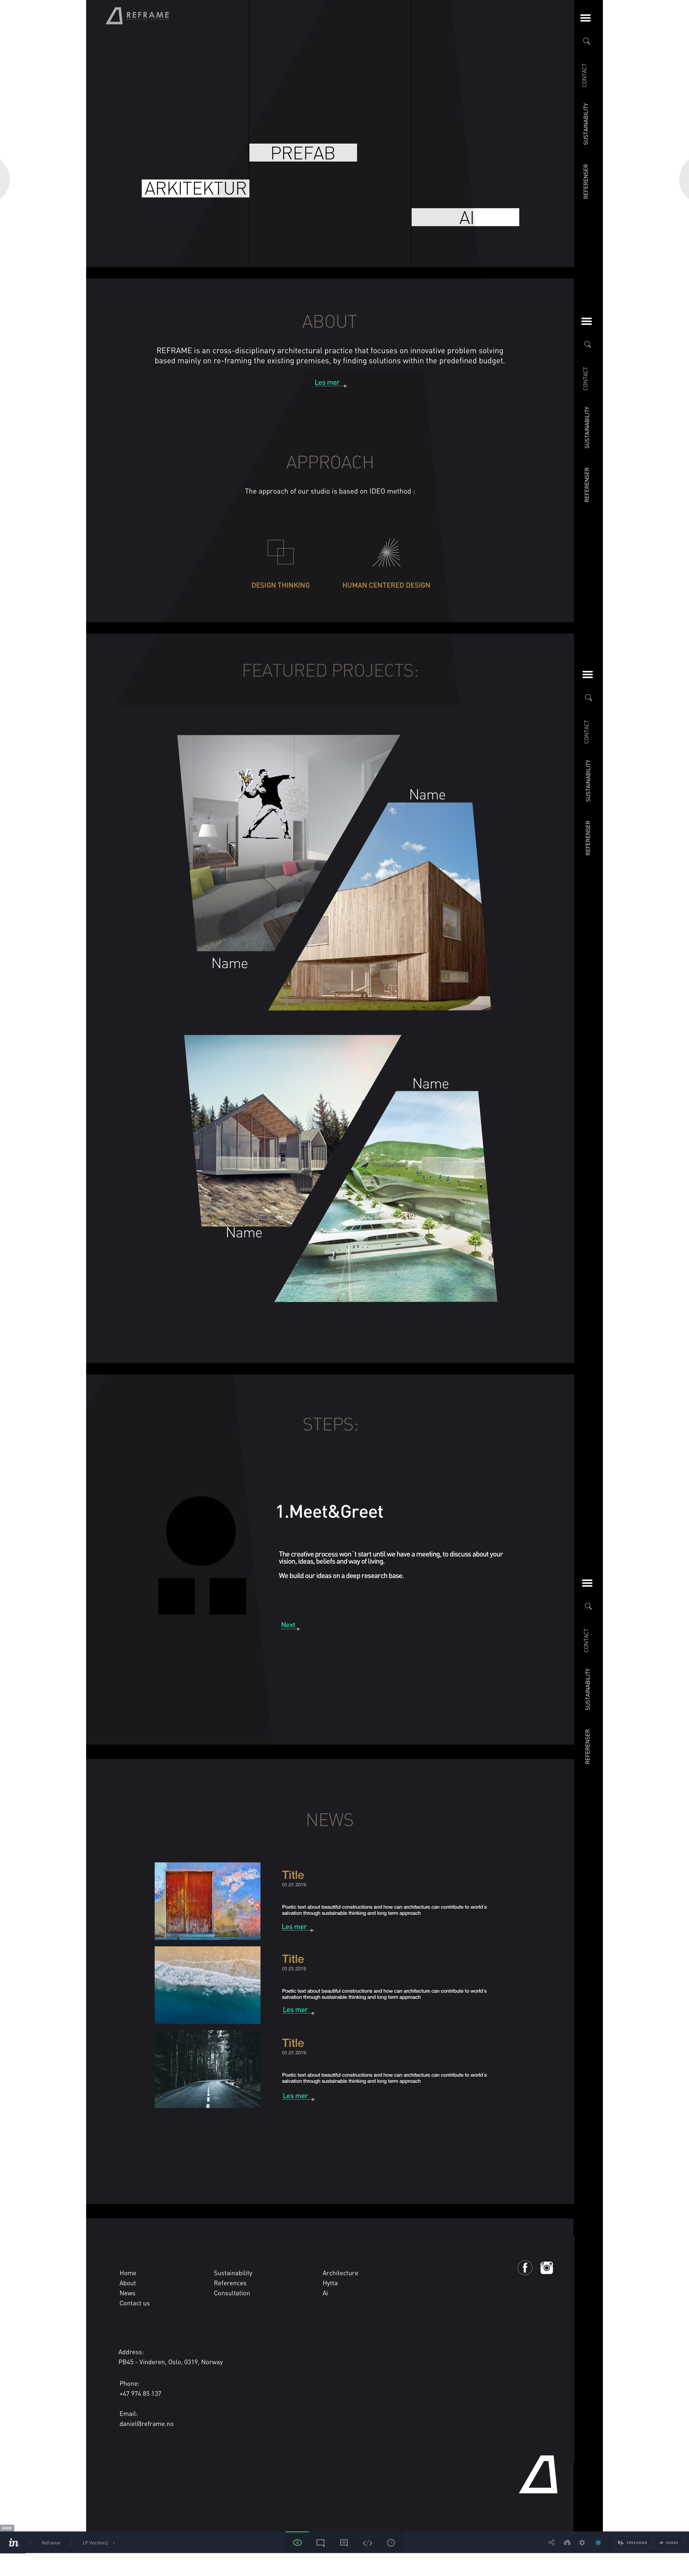 REFRAME
CONTACT
SUSTAINABILITY
REFERENSER
PREFAB
ARKITEKTUR
AI
ABOUT
REFRAME is an cross-disciplinary architectural practice that focuses on innovative problem solving
based mainly on re-framing the existing premises, by finding solutions within the predefined budget.
Les mer
CONTACT
SUSTAINABILITY
REFERENSER
APPROACH
The approach of our studio is based on IDEO method :
DESIGN THINKING
HUMAN CENTERED DESIGN
FEATURED PROJECTS:
CONTACT
SUSTAINABILITY
REFERENSER
Name
Name
Name
Name
STEPS:
1.Meet&Greet
The creative process won´t start until we have a meeting, to discuss about your
vision, ideas, beliefs and way of living.
We build our ideas on a deep research base.
Next
CONTACT
SUSTAINABILITY
REFERENSER
NEWS
Title
01.01.2019
Poetic text about beautiful constructions and how can architecture can contribute to world's
salvation through sustainable thinking and long term approach
Les mer
Title
01.01.2019
Poetic text about beautiful constructions and how can architecture can contribute to world's
salvation through sustainable thinking and long term approach
Les mer
Title
01.01.2019
Poetic text about beautiful constructions and how can architecture can contribute to world's
salvation through sustainable thinking and long term approach
Les mer
Home
About
News
Contact us
Sustainability
References
Consultation
Architecture
Hytta
Ai
Address:
PB45 - Vinderen, Oslo, 0319, Norway
Phone:
+47 974 85 137
Email:
daniel@reframe.no
HIDE
in
Reframe
LP Version2
FREEHAND
SHARE